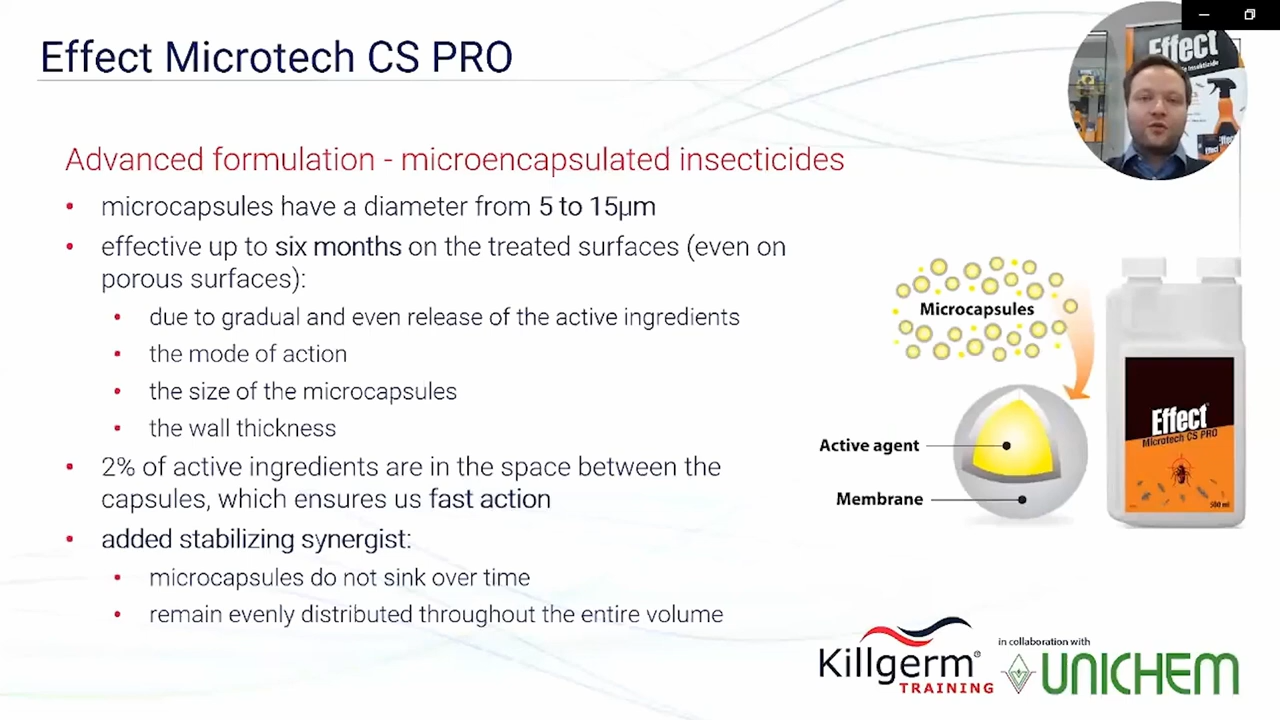 Effect Microtech CS PRO
Effect
Insekticide
Advanced formulation - microencapsulated insecticides
• microcapsules have a diameter from 5 to 15µm
• effective up to six months on the treated surfaces (even on
porous surfaces):
• due to gradual and even release of the active ingredients
• the mode of action
• the size of the microcapsules
• the wall thickness
• 2% of active ingredients are in the space between the
capsules, which ensures us fast action
• added stabilizing synergist:
• microcapsules do not sink over time
• remain evenly distributed throughout the entire volume
Microcapsules
Active agent
Membrane
Effect
Microtech CS PRO
500 ml
Killgerm®
TRAINING
in collaboration with
UNICHEM